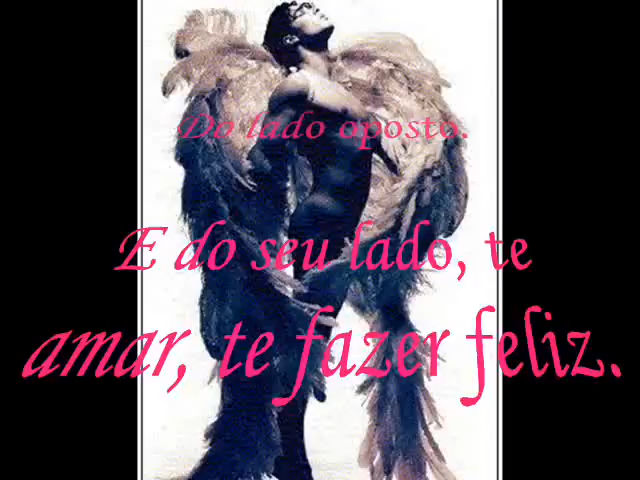 Do lado oposto.
E do seu lado, te
amar, te fazer feliz.